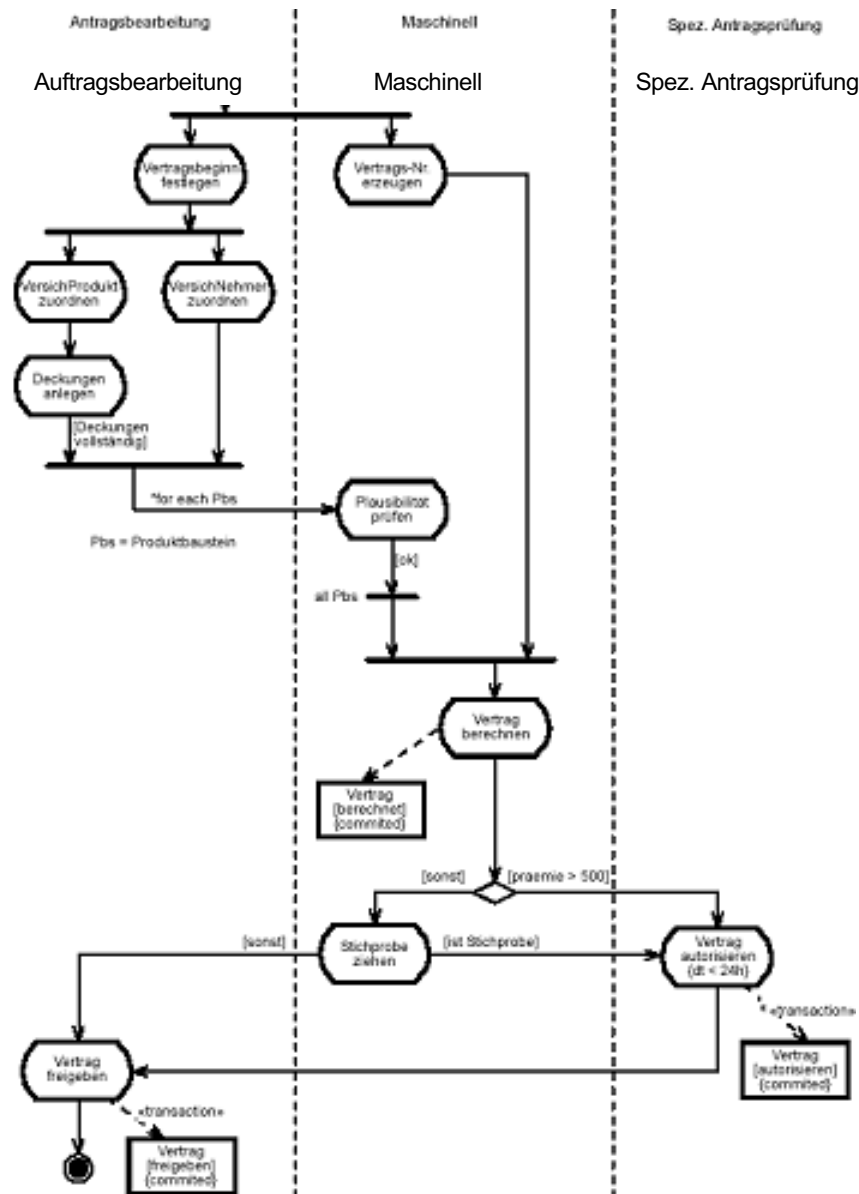 Antragsbearbeitung
Maschinell
Spez. Antragsprüfung
Auftragsbearbeitung
Maschinell
Spez. Antragsprüfung
Vertragsbeginn
festlegen
Vertrags-Nr.
erzeugen
VersichProdukt
zuordnen
VersichNehmer
zuordnen
Deckungen
anlegen
[Deckungen
vollständig]
*for each Pbs
Plausibilität
prüfen
Pbs = Produktbaustein
[ok]
all Pbs
Vertrag
berechnen
Vertrag
[berechnet]
{commited}
[sonst]
[praemie > 500]
[sonst]
Stichprobe
ziehen
[ist Stichprobe]
Vertrag
autorisieren
{dt < 24h}
«transaction»
Vertrag
[autorisieren]
{commited}
Vertrag
freigeben
«transaction»
Vertrag
[freigeben]
{commited}